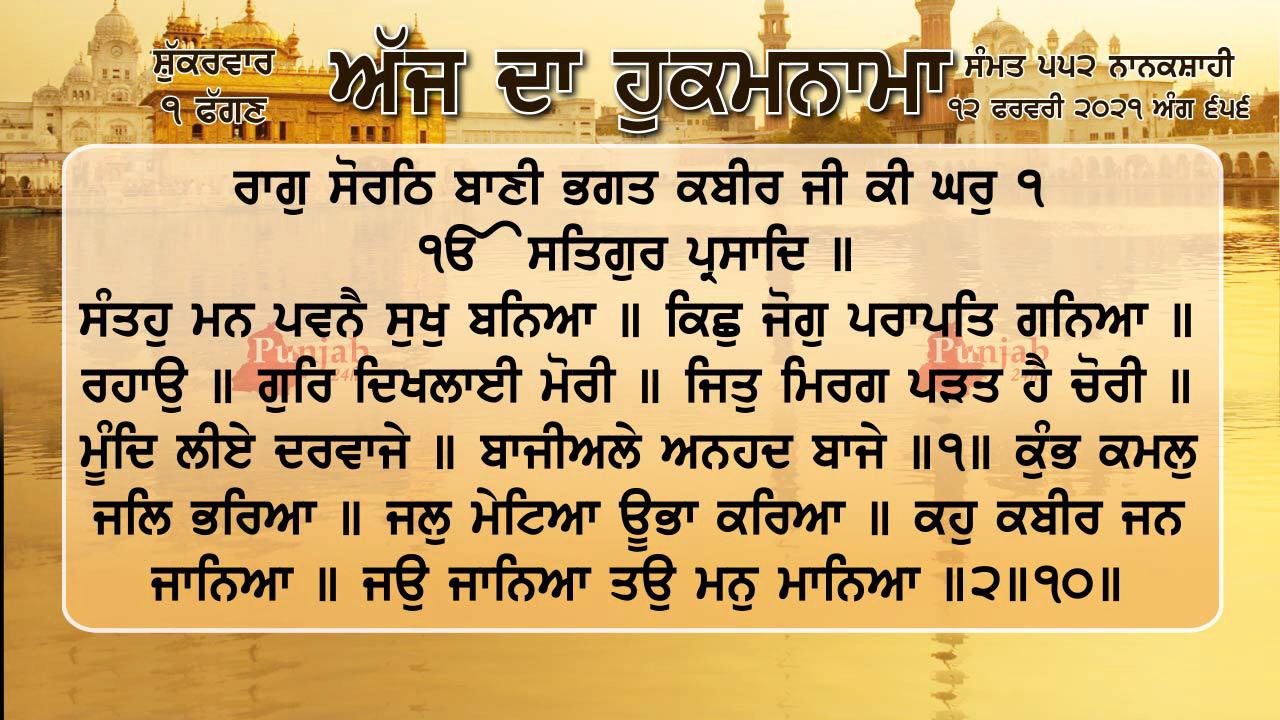 ਸ਼ੁੱਕਰਵਾਰ
੧ ਫੱਗਣ
ਅੱਜ ਦਾ ਹੁਕਮਨਾਮਾ
ਸੰਮਤ ੫੫੨ ਨਾਨਕਸ਼ਾਹੀ
੧੨ ਫਰਵਰੀ ੨੦੨੧ ਅੰਗ ੬੫੬
ਰਾਗੁ ਸੋਰਠਿ ਬਾਣੀ ਭਗਤ ਕਬੀਰ ਜੀ ਕੀ ਘਰੁ ੧
ੴ ਸਤਿਗੁਰ ਪ੍ਰਸਾਦਿ ॥
ਸੰਤਹੁ ਮਨ ਪਵਨੈ ਸੁਖੁ ਬਨਿਆ ॥ ਕਿਛੁ ਜੋਗੁ ਪਰਾਪਤਿ ਗਨਿਆ ॥
ਰਹਾਉ ॥ ਗੁਰਿ ਦਿਖਲਾਈ ਮੋਰੀ ॥ ਜਿਤੁ ਮਿਰਗ ਪੜਤ ਹੈ ਚੋਰੀ ॥
ਮੂੰਦਿ ਲੀਏ ਦਰਵਾਜੇ ॥ ਬਾਜੀਅਲੇ ਅਨਹਦ ਬਾਜੇ ॥੧॥ ਕੁੰਭ ਕਮਲੁ
ਜਲਿ ਭਰਿਆ ॥ ਜਲੁ ਮੇਟਿਆ ਊਭਾ ਕਰਿਆ ॥ ਕਹੁ ਕਬੀਰ ਜਨ
ਜਾਨਿਆ ॥ ਜਉ ਜਾਨਿਆ ਤਉ ਮਨੁ ਮਾਨਿਆ ॥੨॥੧੦॥
Punjab
Punjab